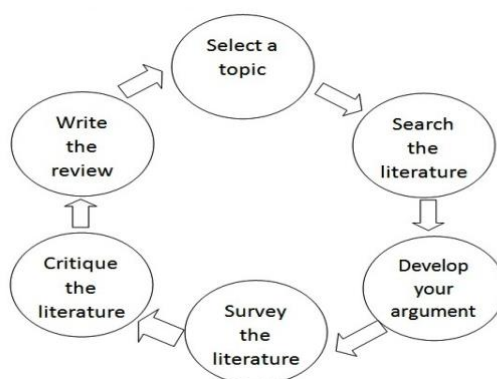 Select a
topic
Search
the
literature
Develop
your
argument
Survey
the
literature
Critique
the
literature
Write
the
review